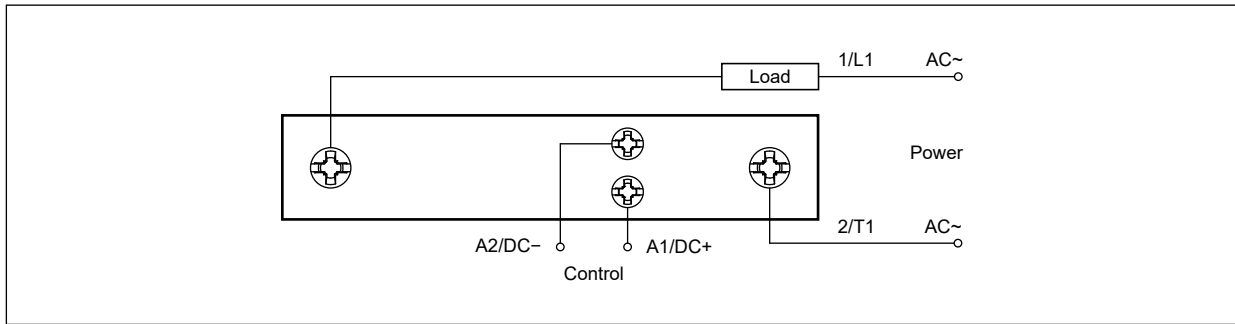 1/L1 AC~
Load
Power
2/T1 AC~
A2/DC− A1/DC+
Control